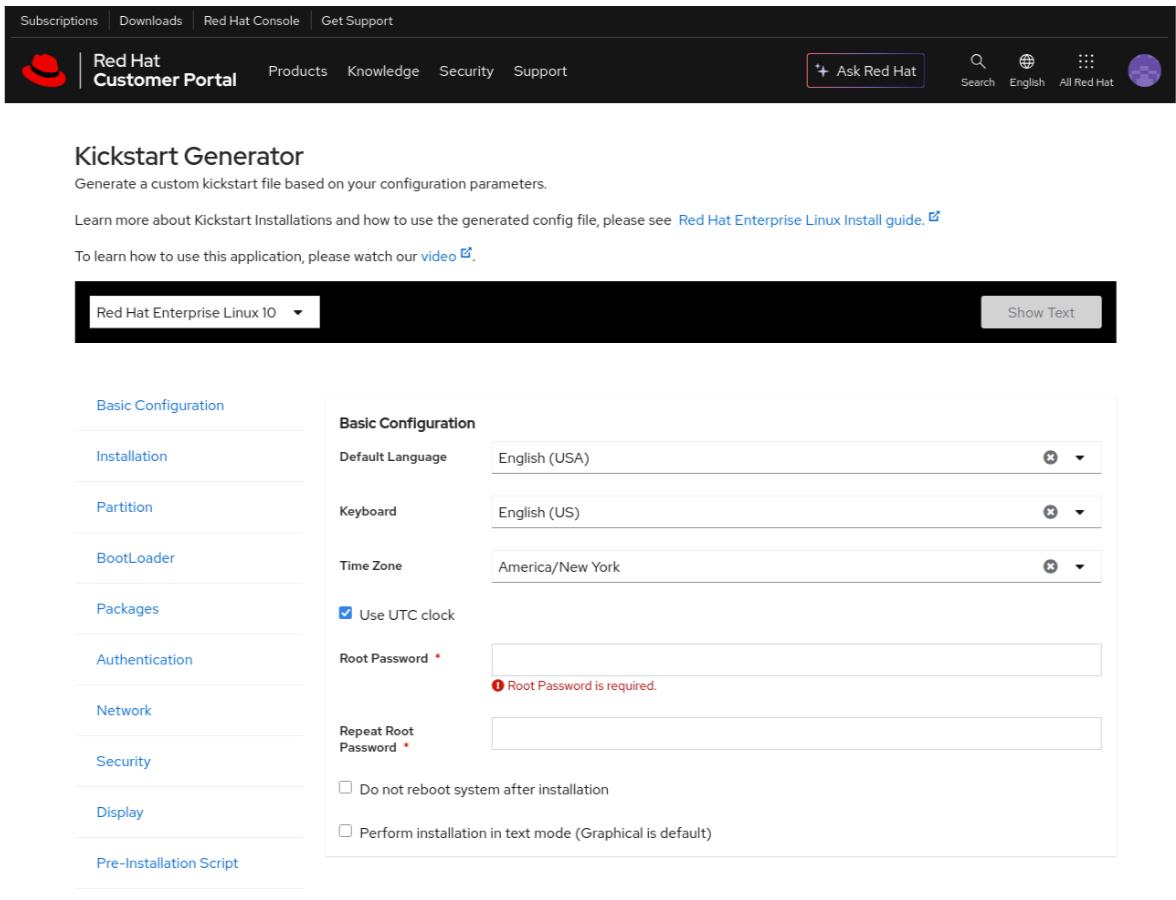 Subscriptions Downloads Red Hat Console Get Support
Red Hat
Customer Portal
Products Knowledge Security Support
Ask Red Hat
Search
English
All Red Hat
Kickstart Generator
Generate a custom kickstart file based on your configuration parameters.
Learn more about Kickstart Installations and how to use the generated config file, please see Red Hat Enterprise Linux Install guide.
To learn how to use this application, please watch our video.
Red Hat Enterprise Linux 10
Show Text
Basic Configuration
Installation
Partition
BootLoader
Packages
Authentication
Network
Security
Display
Pre-Installation Script
Basic Configuration
Default Language English (USA)
Keyboard English (US)
Time Zone America/New York
Use UTC clock
Root Password *
Root Password is required.
Repeat Root
Password *
Do not reboot system after installation
Perform installation in text mode (Graphical is default)